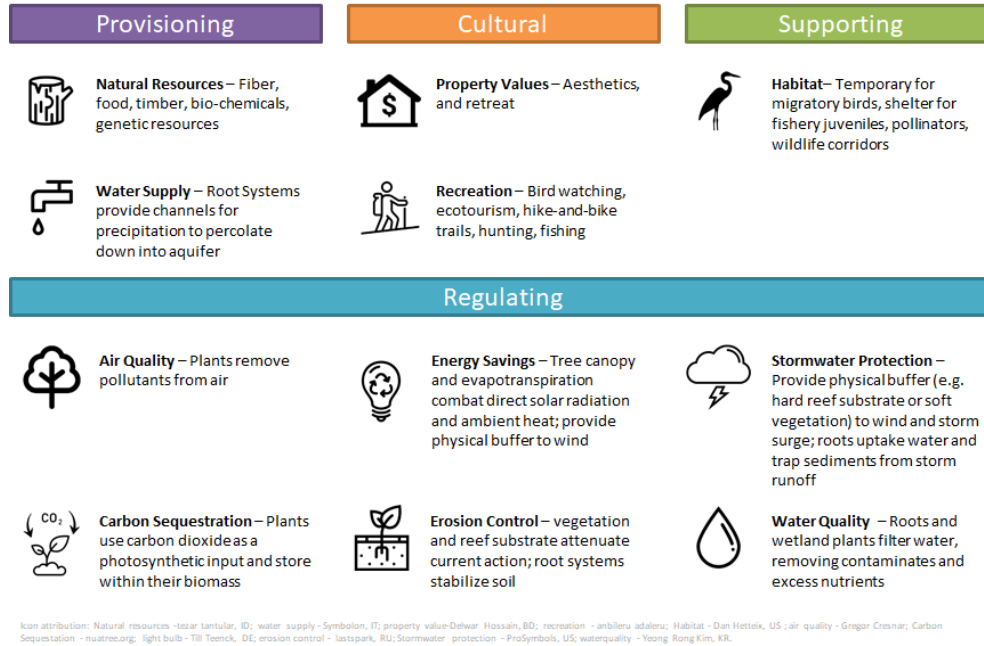 Provisioning
Cultural
Supporting
Natural Resources – Fiber,
food, timber, bio-chemicals,
genetic resources
Property Values – Aesthetics,
and retreat
$
Habitat– Temporary for
migratory birds, shelter for
fishery juveniles, pollinators,
wildlife corridors
Water Supply – Root Systems
provide channels for
precipitation to percolate
down into aquifer
Recreation – Bird watching,
ecotourism, hike-and-bike
trails, hunting, fishing
Regulating
Air Quality – Plants remove
pollutants from air
Energy Savings – Tree canopy
and evapotranspiration
combat direct solar radiation
and ambient heat; provide
physical buffer to wind
Stormwater Protection –
Provide physical buffer (e.g.
hard reef substrate or soft
vegetation) to wind and storm
surge; roots uptake water and
trap sediments from storm
runoff
CO₂
Carbon Sequestration – Plants
use carbon dioxide as a
photosynthetic input and store
within their biomass
Erosion Control – vegetation
and reef substrate attenuate
current action; root systems
stabilize soil
Water Quality – Roots and
wetland plants filter water,
removing contaminates and
excess nutrients
Icon attribution: Natural resources -tezar tantular, ID; water supply - Symbolon, IT; property value-Delwar Hossain, BD; recreation - anbileru adaleru; Habitat - Dan Hetteix, US ; air quality - Gregor Cresnar; Carbon
Sequestation - nuatree.org; light bulb - Till Teenck, DE; erosion control - lastspark, RU; Stormwater protection - ProSymbols, US; waterquality - Yeong Rong Kim, KR.